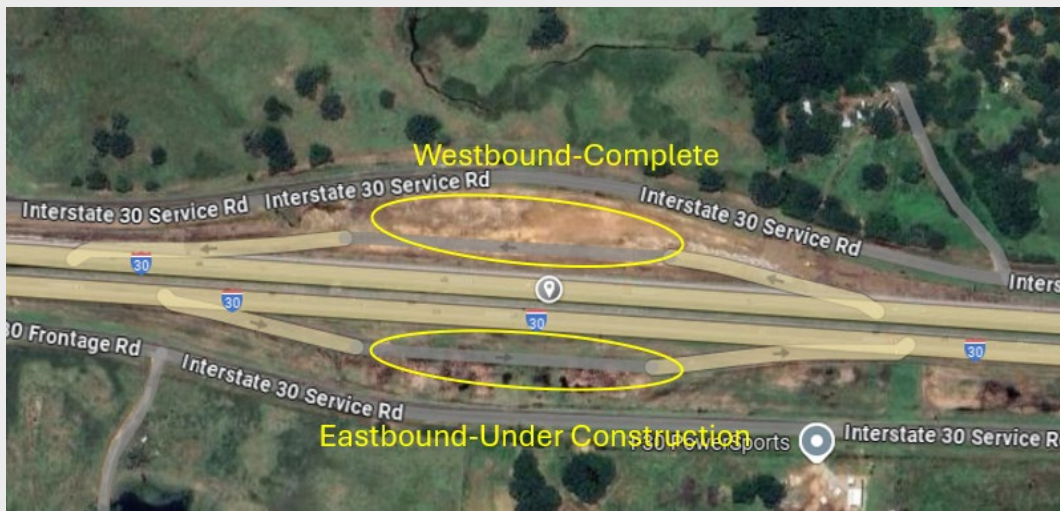 Westbound-Complete
Interstate 30 Service Rd
Interstate 30 Service Rd
Interstate 30 Service Rd
Inters
30
30
30
30
30 Frontage Rd
Interstate 30 Service Rd
Eastbound-Under Construction
PowerSports
Interstate 30 Service R